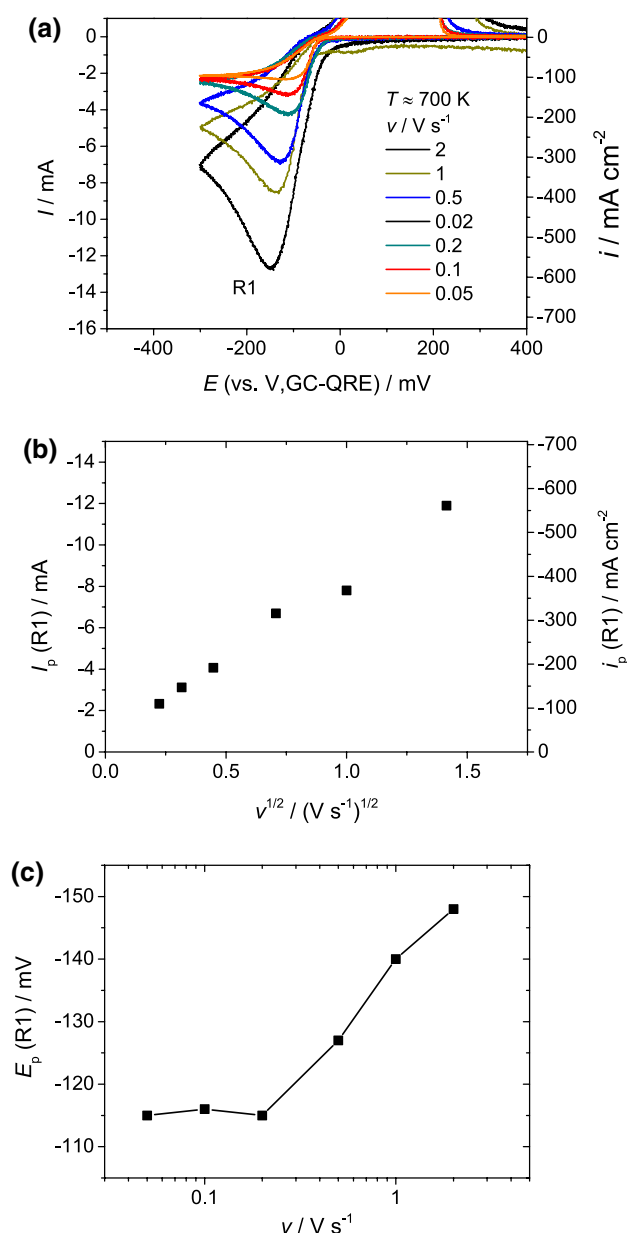 (a)
0
-2
-4
-6
-8
-10
-12
-14
-16
I / mA
0
-100
-200
-300
-400
-500
-600
-700
i / mA cm⁻²
T ≈ 700 K
v / V s⁻¹
2
1
0.5
0.02
0.2
0.1
0.05
R1
-400 -200 0 200 400
E (vs. V,GC-QRE) / mV
(b)
-14
-12
-10
-8
-6
-4
-2
0
Iₚ (R1) / mA
-700
-600
-500
-400
-300
-200
-100
0
iₚ (R1) / mA cm⁻²
0.0 0.5 1.0 1.5
v¹ᐟ² / (V s⁻¹)¹ᐟ²
(c)
-150
-140
-130
-120
-110
Eₚ (R1) / mV
0.1 1
v / V s⁻¹